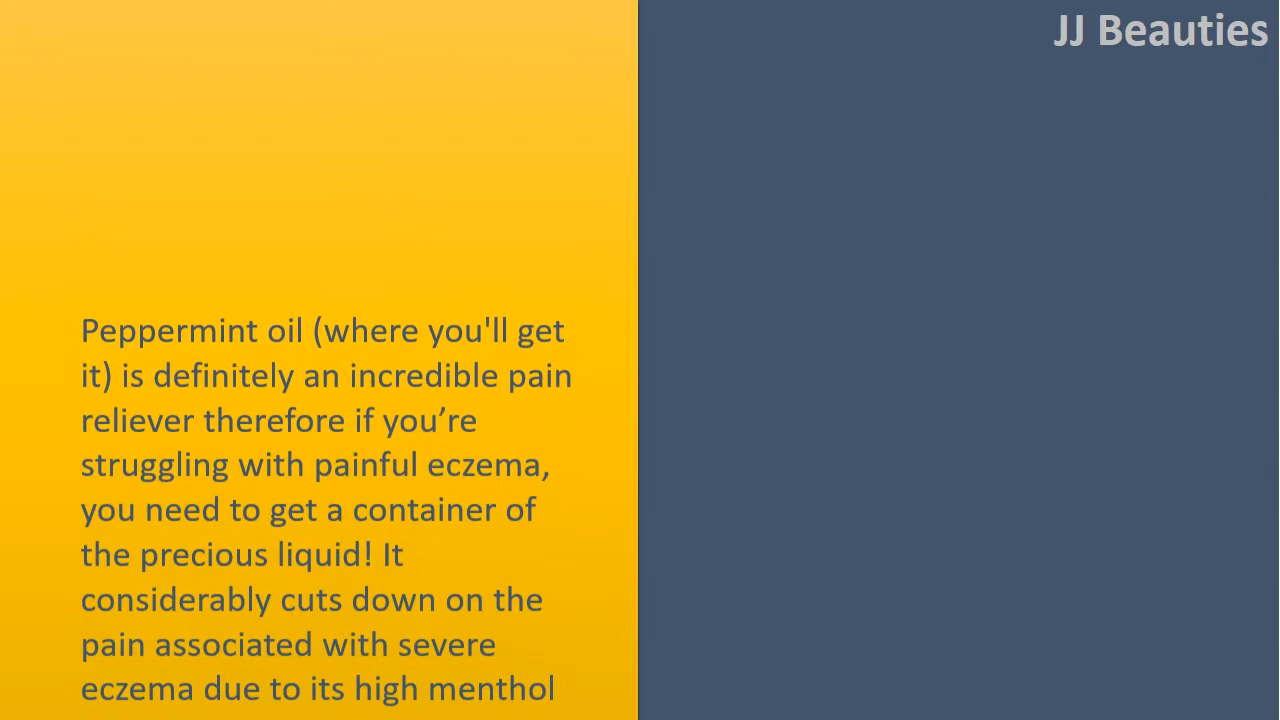 JJ Beauties
Peppermint oil (where you'll get
it) is definitely an incredible pain
reliever therefore if you’re
struggling with painful eczema,
you need to get a container of
the precious liquid! It
considerably cuts down on the
pain associated with severe
eczema due to its high menthol